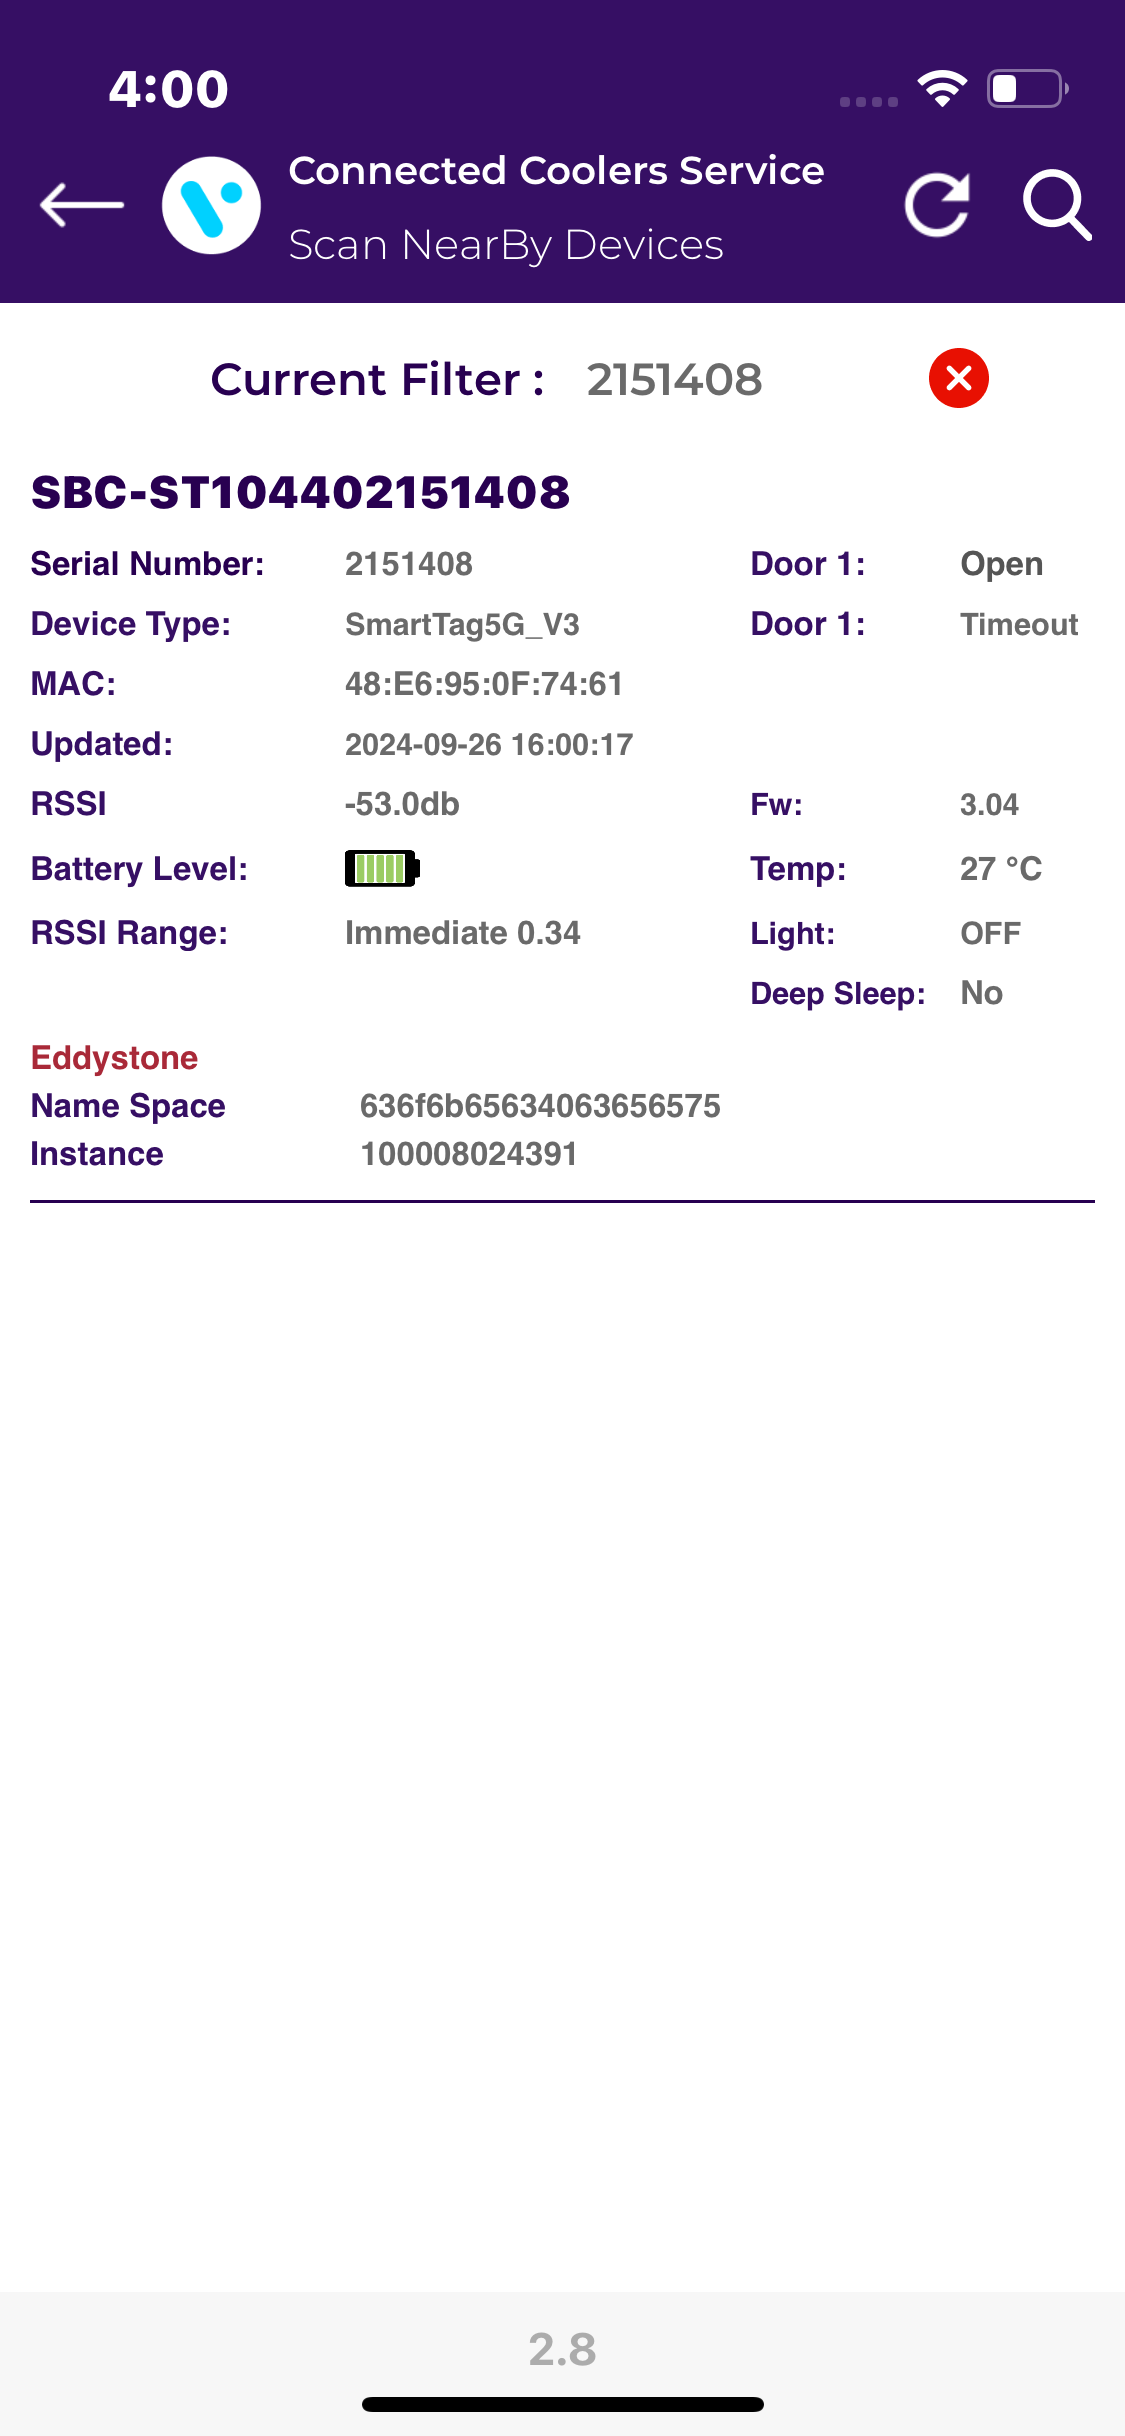 4:00
Connected Coolers Service
Scan NearBy Devices
Current Filter : 2151408
SBC-ST104402151408
Serial Number: 2151408 Door 1: Open
Device Type: SmartTag5G_V3 Door 1: Timeout
MAC: 48:E6:95:0F:74:61
Updated: 2024-09-26 16:00:17
RSSI -53.0db Fw: 3.04
Battery Level: Temp: 27 °C
RSSI Range: Immediate 0.34 Light: OFF
Deep Sleep: No
Eddystone
Name Space 636f6b65634063656575
Instance 100008024391
2.8